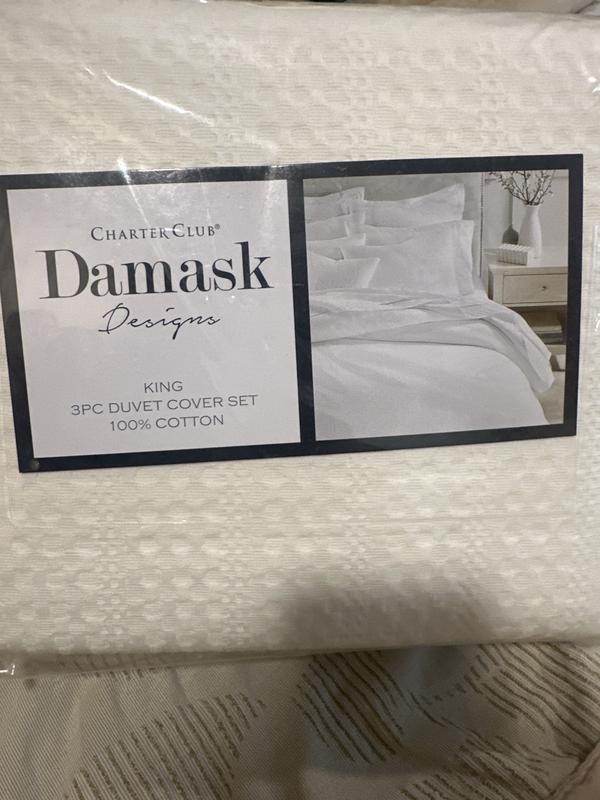 CHARTER CLUB®
Damask
Designs
KING
3PC DUVET COVER SET
100% COTTON